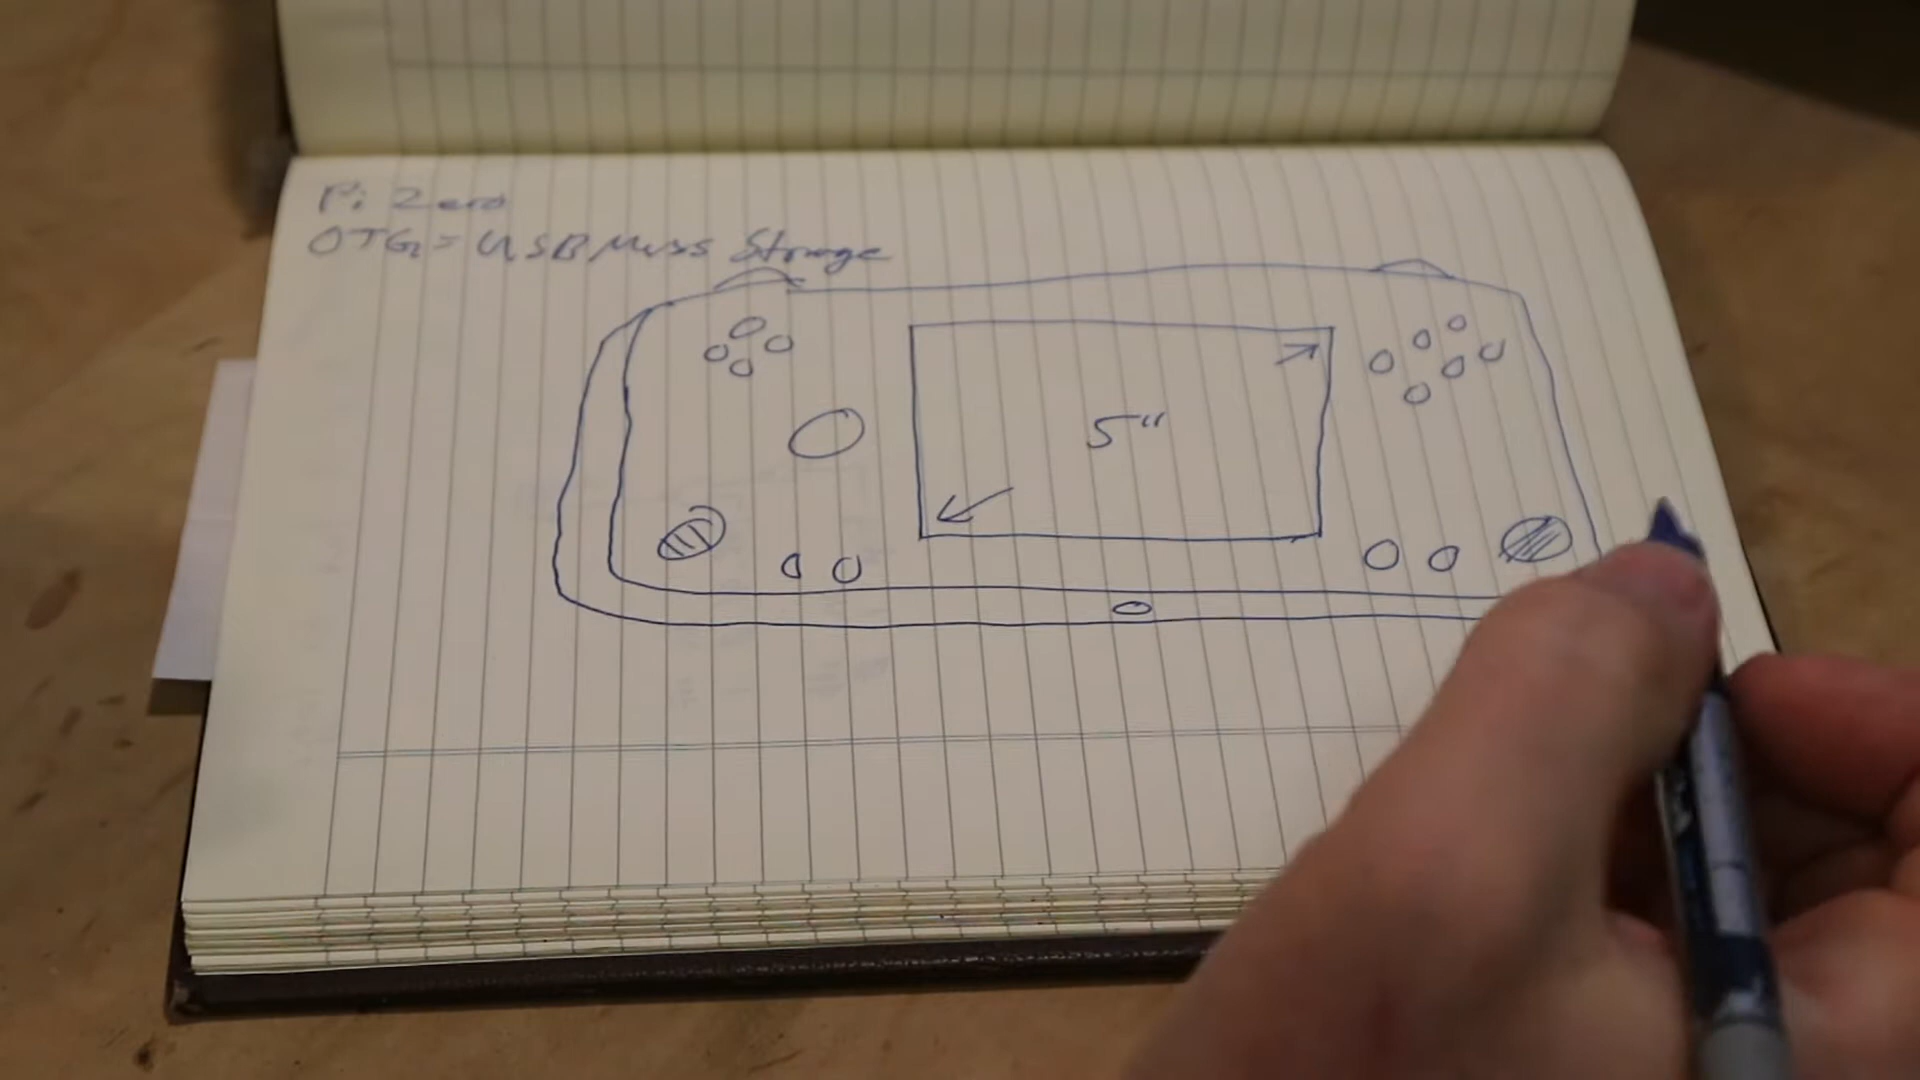 Pi Zero
OTG = USB Mass Storage
5"